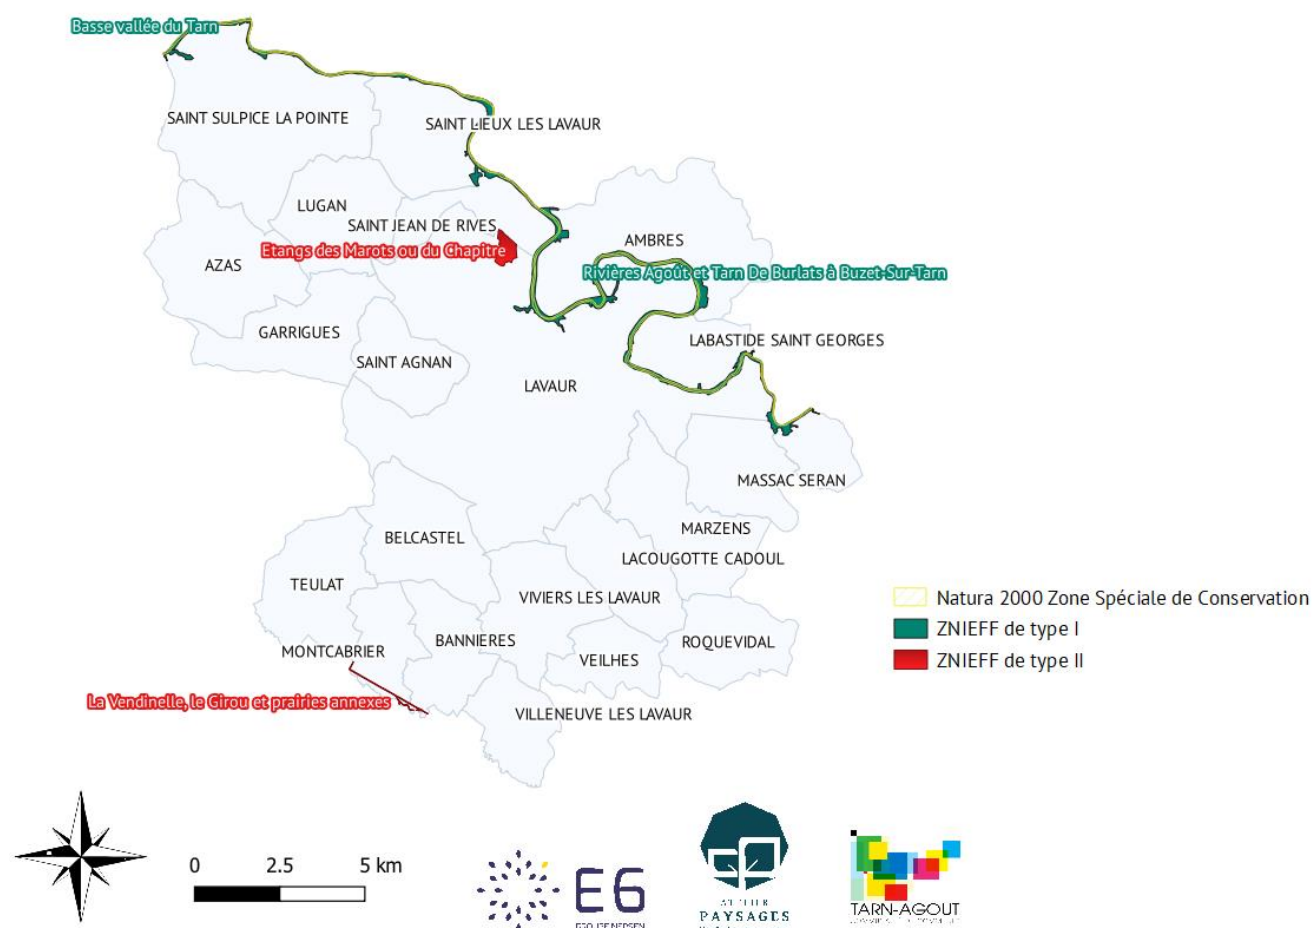 Basse vallée du Tarn
SAINT SULPICE LA POINTE
SAINT LIEUX LES LAVAUR
LUGAN
SAINT JEAN DE RIVES
AMBRES
Etangs des Marots ou du Chapitre
AZAS
Rivières Agoût et Tarn De Burlats à Buzet-Sur-Tarn
GARRIGUES
LABASTIDE SAINT GEORGES
SAINT AGNAN
LAVAUR
MASSAC SERAN
MARZENS
BELCASTEL
LACOUGOTTE CADOUL
TEULAT
VIVIERS LES LAVAUR
Natura 2000 Zone Spéciale de Conservation
ZNIEFF de type I
ZNIEFF de type II
BANNIERES
ROQUEVIDAL
MONTCABRIER
VEILHES
La Vendinelle, le Girou et prairies annexes
VILLENEUVE LES LAVAUR
0 2.5 5 km
E6
ATELIER
PAYSAGES
TARN-AGOUT